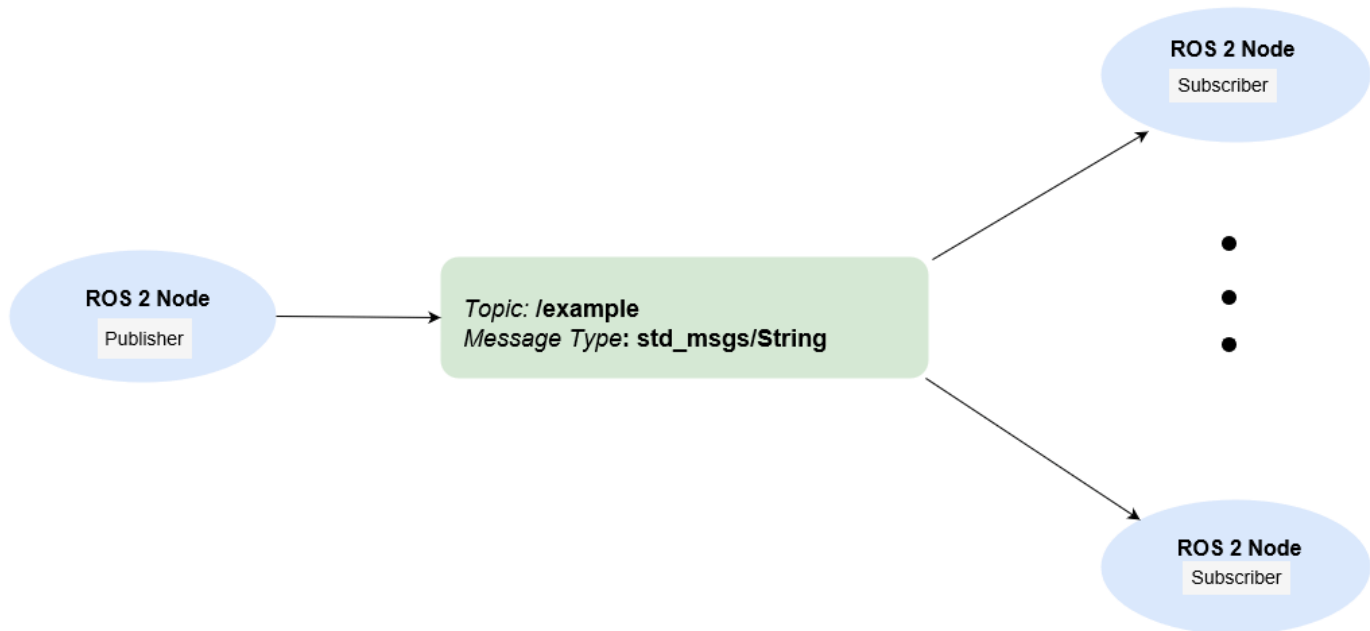 ROS 2 Node
Subscriber
ROS 2 Node
Publisher
Topic: /example
Message Type: std_msgs/String
ROS 2 Node
Subscriber